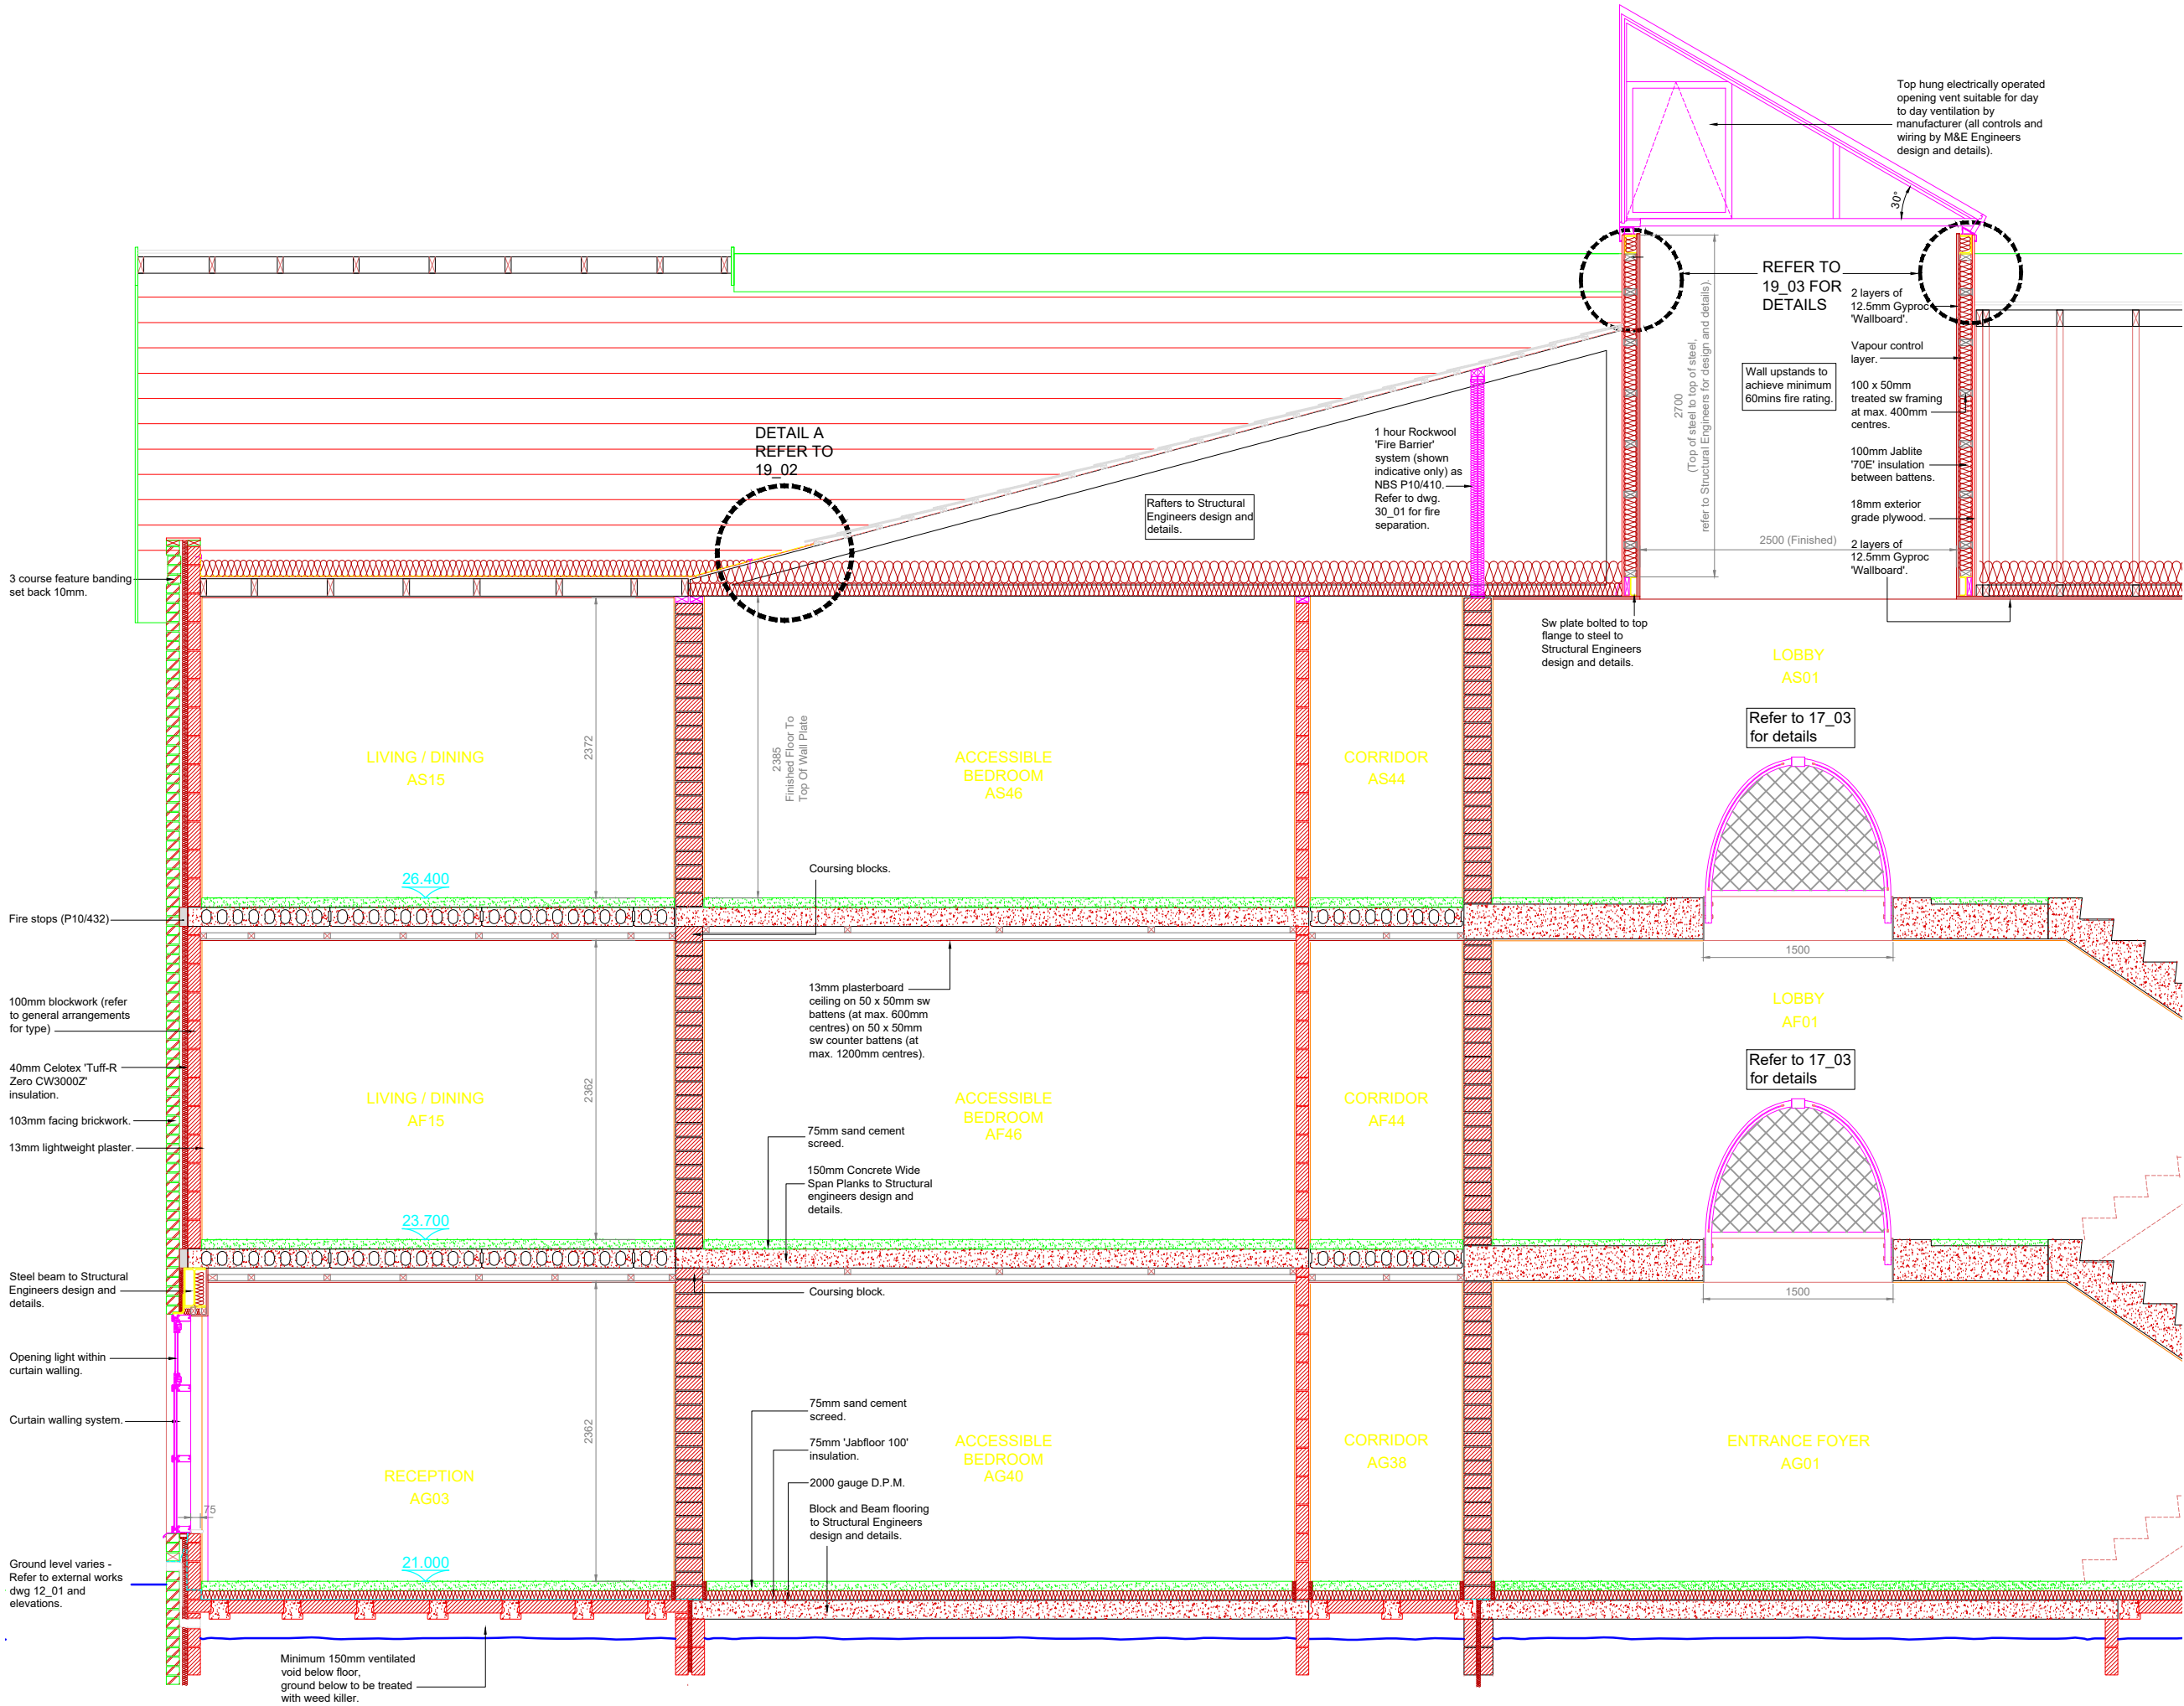 Top hung electrically operated
opening vent suitable for day
to day ventilation by
manufacturer (all controls and
wiring by M&E Engineers
design and details).
30°
REFER TO
19_03 FOR
DETAILS
2 layers of
12.5mm Gyproc
'Wallboard'.
Vapour control
layer.
100 x 50mm
treated sw framing
at max. 400mm
centres.
100mm Jablite
'70E' insulation
between battens.
18mm exterior
grade plywood.
2 layers of
12.5mm Gyproc
'Wallboard'.
Wall upstands to
achieve minimum
60mins fire rating.
2700
(Top of steel to top of steel,
refer to Structural Engineers for design and details).
2500 (Finished)
DETAIL A
REFER TO
19_02
1 hour Rockwool
'Fire Barrier'
system (shown
indicative only) as
NBS P10/410.
Refer to dwg.
30_01 for fire
separation.
Rafters to Structural
Engineers design and
details.
3 course feature banding
set back 10mm.
Sw plate bolted to top
flange to steel to
Structural Engineers
design and details.
LOBBY
AS01
Refer to 17_03
for details
LIVING / DINING
AS15
2372
2385
Finished Floor To
Top Of Wall Plate
ACCESSIBLE
BEDROOM
AS46
CORRIDOR
AS44
26.400
Coursing blocks.
Fire stops (P10/432)
1500
100mm blockwork (refer
to general arrangements
for type)
13mm plasterboard
ceiling on 50 x 50mm sw
battens (at max. 600mm
centres) on 50 x 50mm
sw counter battens (at
max. 1200mm centres).
LOBBY
AF01
Refer to 17_03
for details
40mm Celotex 'Tuff-R
Zero CW3000Z'
insulation.
103mm facing brickwork.
13mm lightweight plaster.
LIVING / DINING
AF15
2362
ACCESSIBLE
BEDROOM
AF46
CORRIDOR
AF44
75mm sand cement
screed.
150mm Concrete Wide
Span Planks to Structural
engineers design and
details.
23.700
Steel beam to Structural
Engineers design and
details.
Coursing block.
1500
Opening light within
curtain walling.
Curtain walling system.
2362
75mm sand cement
screed.
75mm 'Jabfloor 100'
insulation.
2000 gauge D.P.M.
Block and Beam flooring
to Structural Engineers
design and details.
RECEPTION
AG03
75
ACCESSIBLE
BEDROOM
AG40
CORRIDOR
AG38
ENTRANCE FOYER
AG01
21.000
Ground level varies -
Refer to external works
dwg 12_01 and
elevations.
Minimum 150mm ventilated
void below floor,
ground below to be treated
with weed killer.